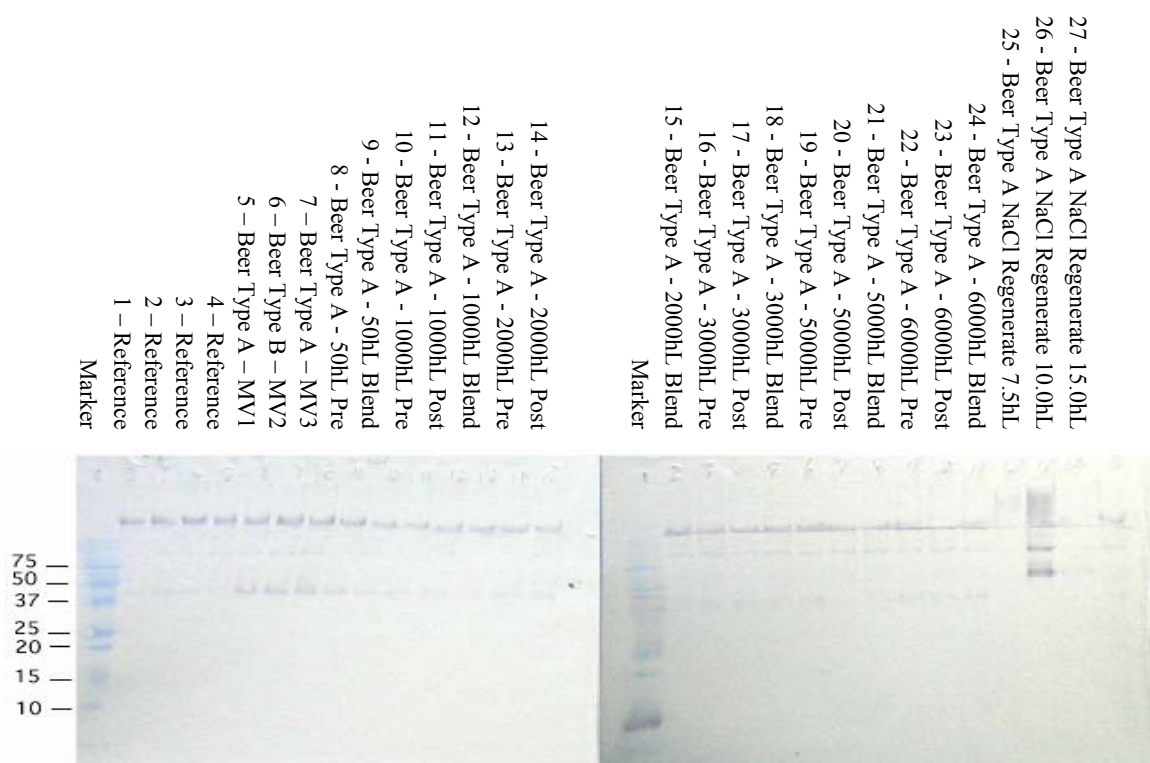 Marker
1 – Reference
2 – Reference
3 – Reference
4 – Reference
5 – Beer Type A – MV1
6 – Beer Type B – MV2
7 – Beer Type A – MV3
8 - Beer Type A - 50hL Pre
9 - Beer Type A - 50hL Blend
10 - Beer Type A - 1000hL Pre
11 - Beer Type A - 1000hL Post
12 - Beer Type A - 1000hL Blend
13 - Beer Type A - 2000hL Pre
14 - Beer Type A - 2000hL Post
Marker
15 - Beer Type A - 2000hL Blend
16 - Beer Type A - 3000hL Pre
17 - Beer Type A - 3000hL Post
18 - Beer Type A - 3000hL Blend
19 - Beer Type A - 5000hL Pre
20 - Beer Type A - 5000hL Post
21 - Beer Type A - 5000hL Blend
22 - Beer Type A - 6000hL Pre
23 - Beer Type A - 6000hL Post
24 - Beer Type A - 6000hL Blend
25 - Beer Type A NaCl Regenerate 7.5hL
26 - Beer Type A NaCl Regenerate 10.0hL
27 - Beer Type A NaCl Regenerate 15.0hL
75
50
37
25
20
15
10